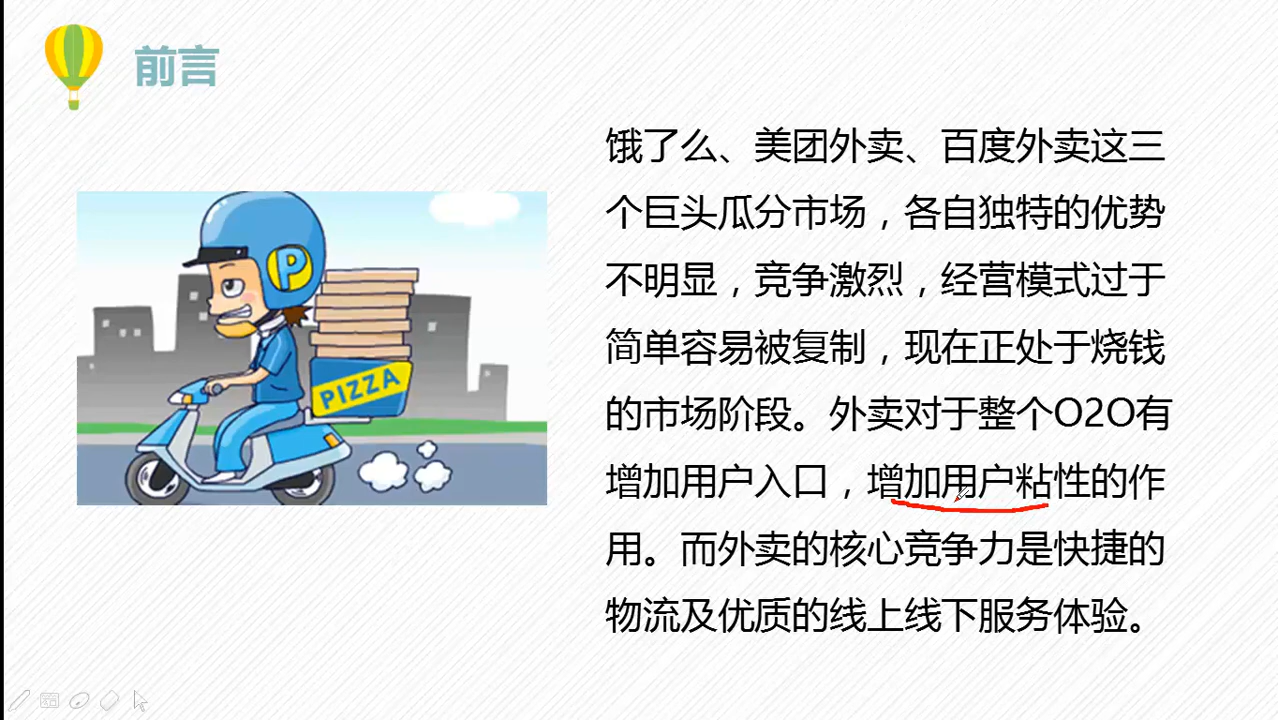 前言
饿了么、美团外卖、百度外卖这三
个巨头瓜分市场，各自独特的优势
不明显，竞争激烈，经营模式过于
简单容易被复制，现在正处于烧钱
的市场阶段。外卖对于整个O2O有
增加用户入口，增加用户粘性的作
用。而外卖的核心竞争力是快捷的
物流及优质的线上线下服务体验。
P
PIZZA